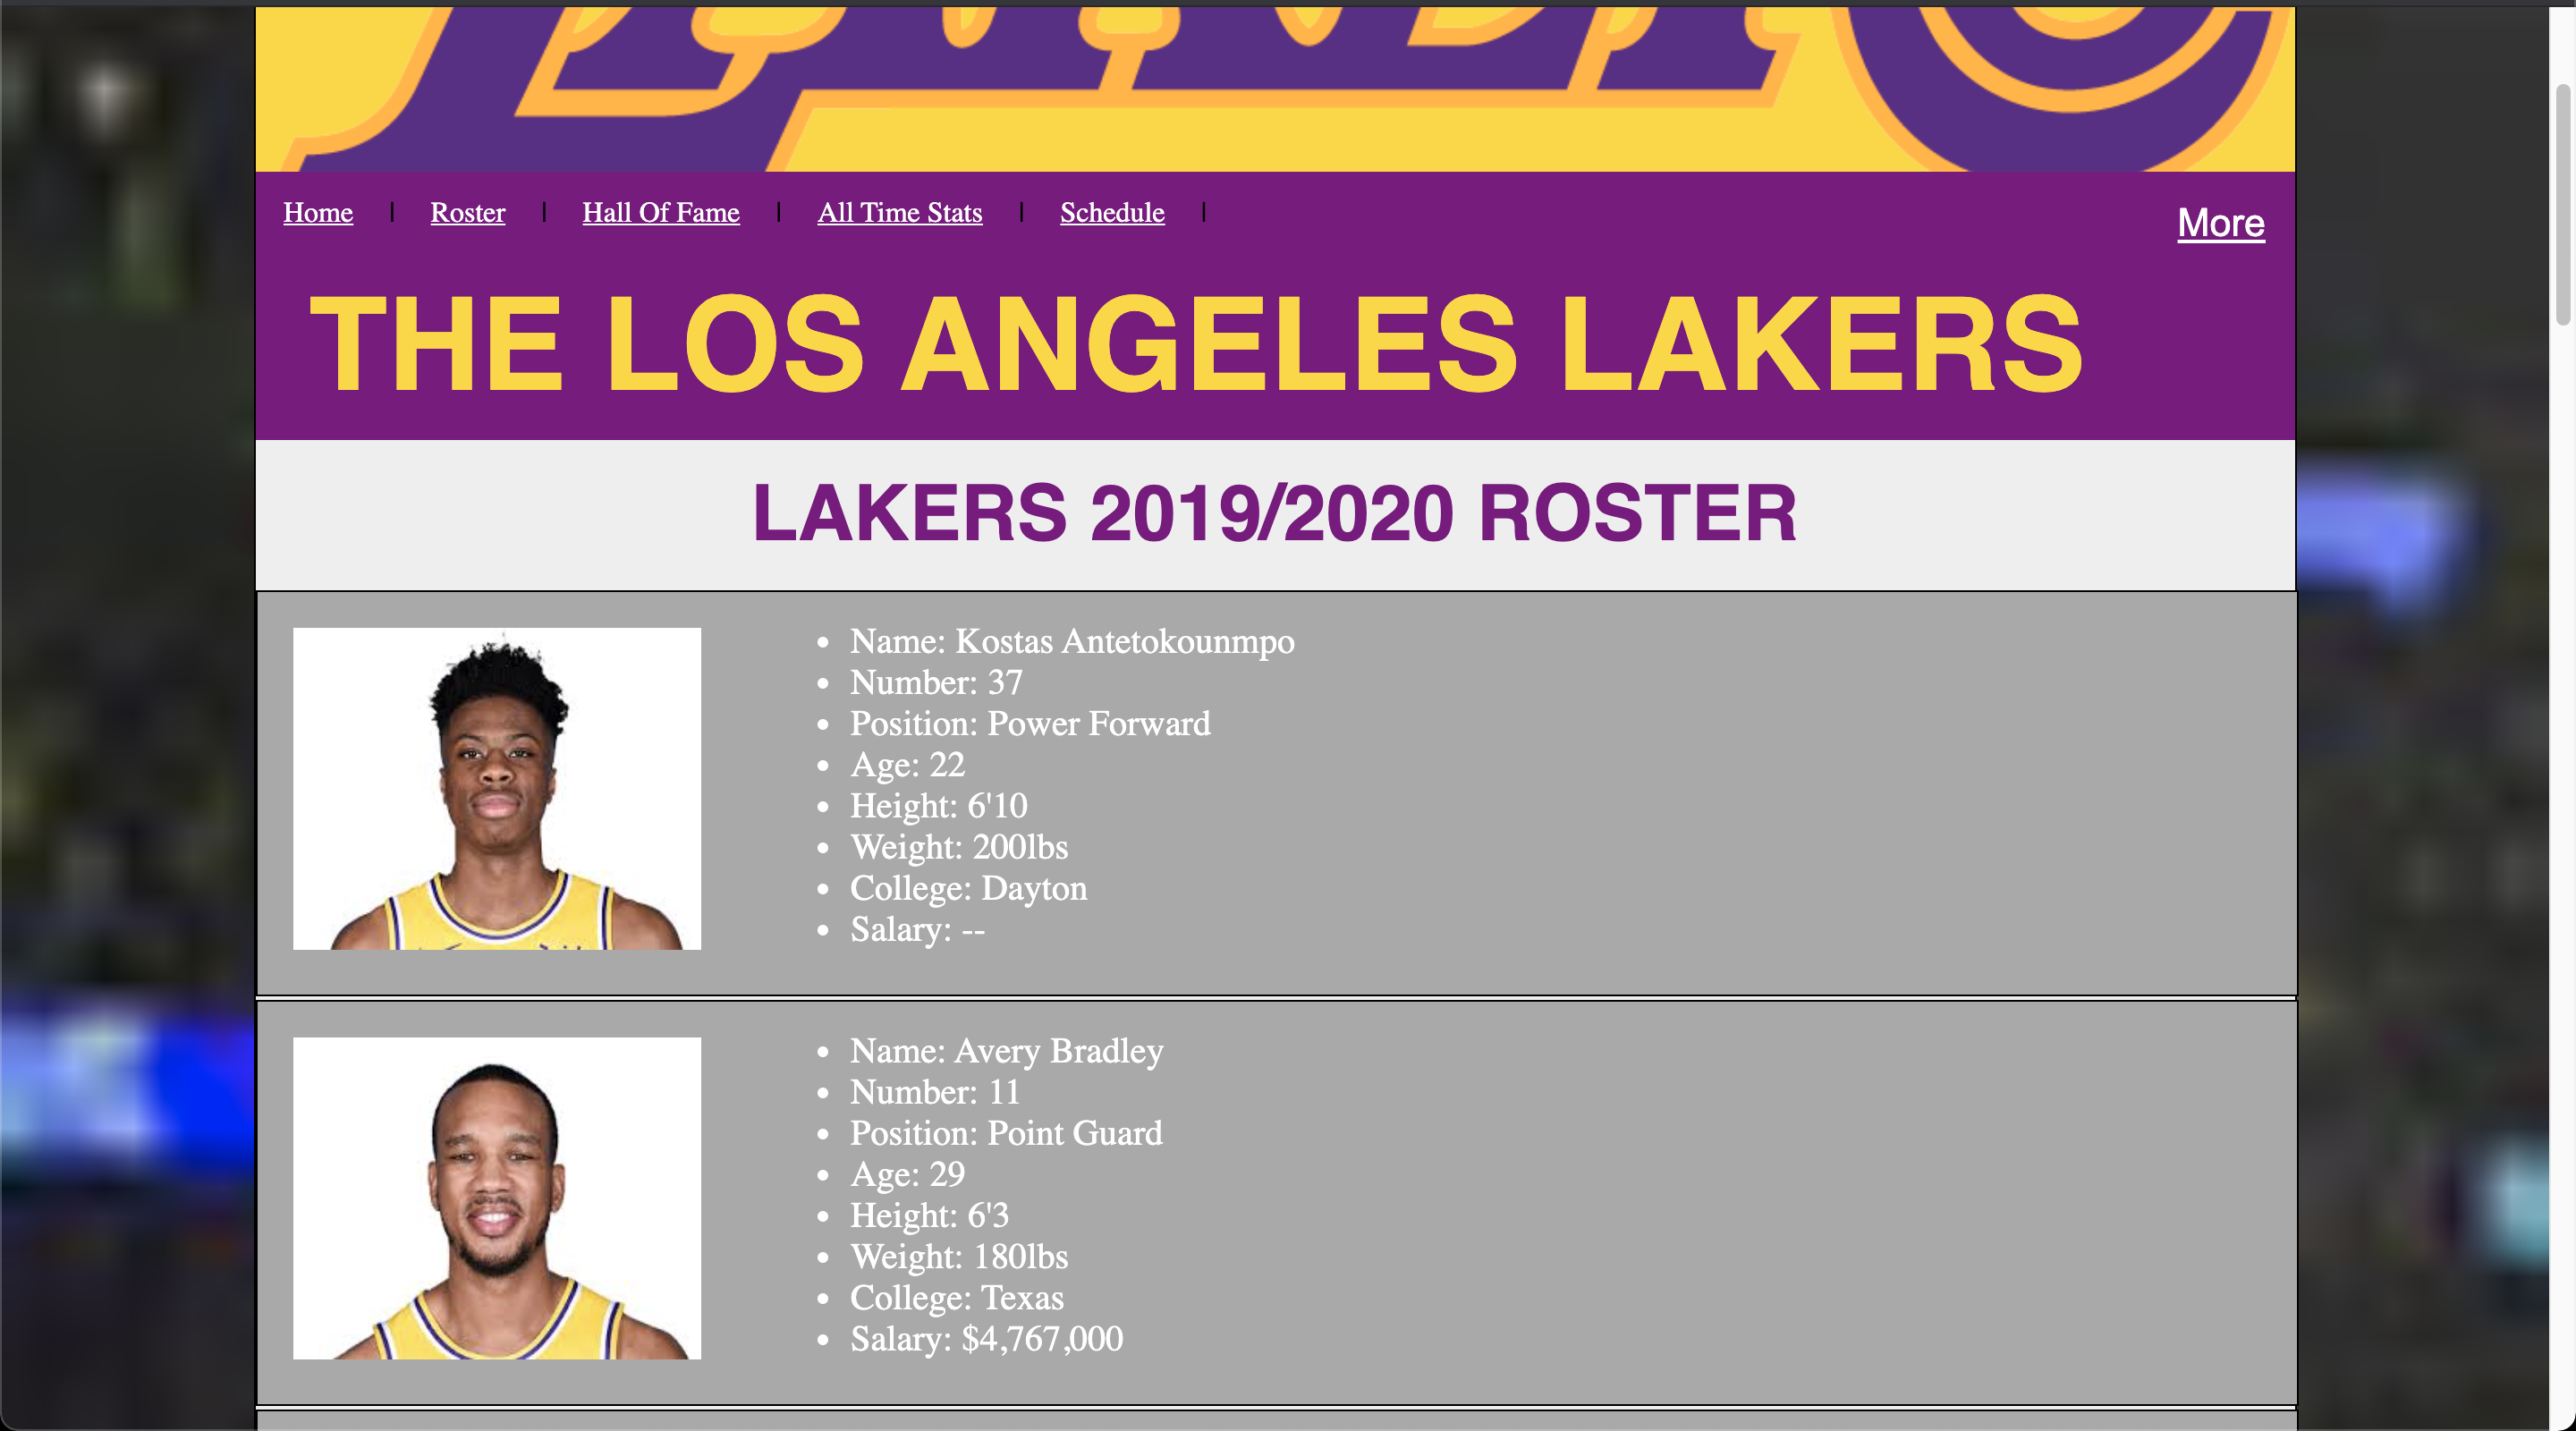 Home | Roster | Hall Of Fame | All Time Stats | Schedule | More
THE LOS ANGELES LAKERS
LAKERS 2019/2020 ROSTER
• Name: Kostas Antetokounmpo
• Number: 37
• Position: Power Forward
• Age: 22
• Height: 6'10
• Weight: 200lbs
• College: Dayton
• Salary: --
• Name: Avery Bradley
• Number: 11
• Position: Point Guard
• Age: 29
• Height: 6'3
• Weight: 180lbs
• College: Texas
• Salary: $4,767,000